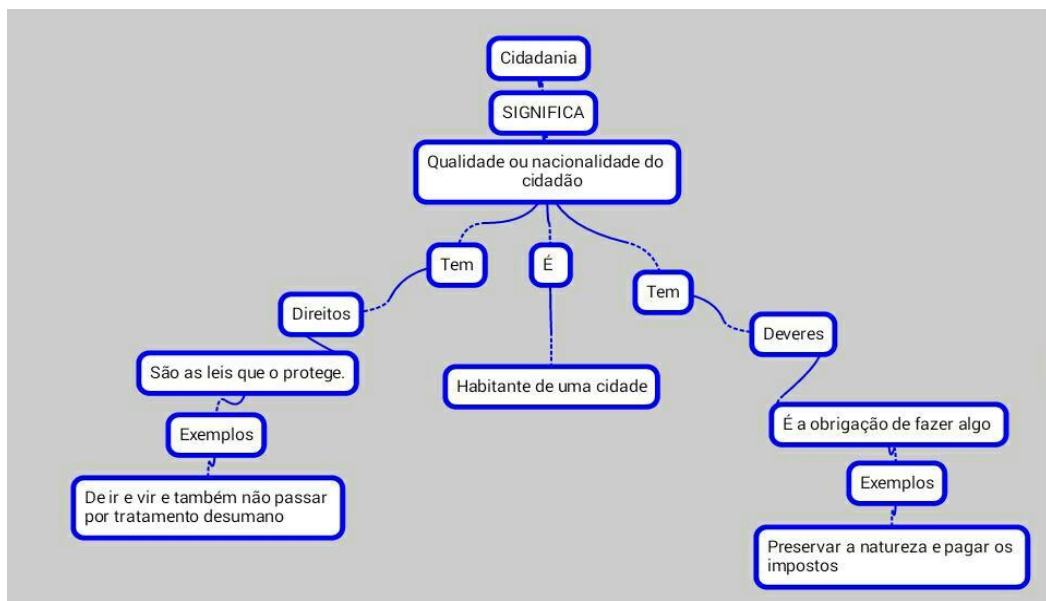 Cidadania
SIGNIFICA
Qualidade ou nacionalidade do
cidadão
Tem
É
Tem
Direitos
Deveres
São as leis que o protege.
Habitante de uma cidade
É a obrigação de fazer algo
Exemplos
Exemplos
De ir e vir e também não passar
por tratamento desumano
Preservar a natureza e pagar os
impostos